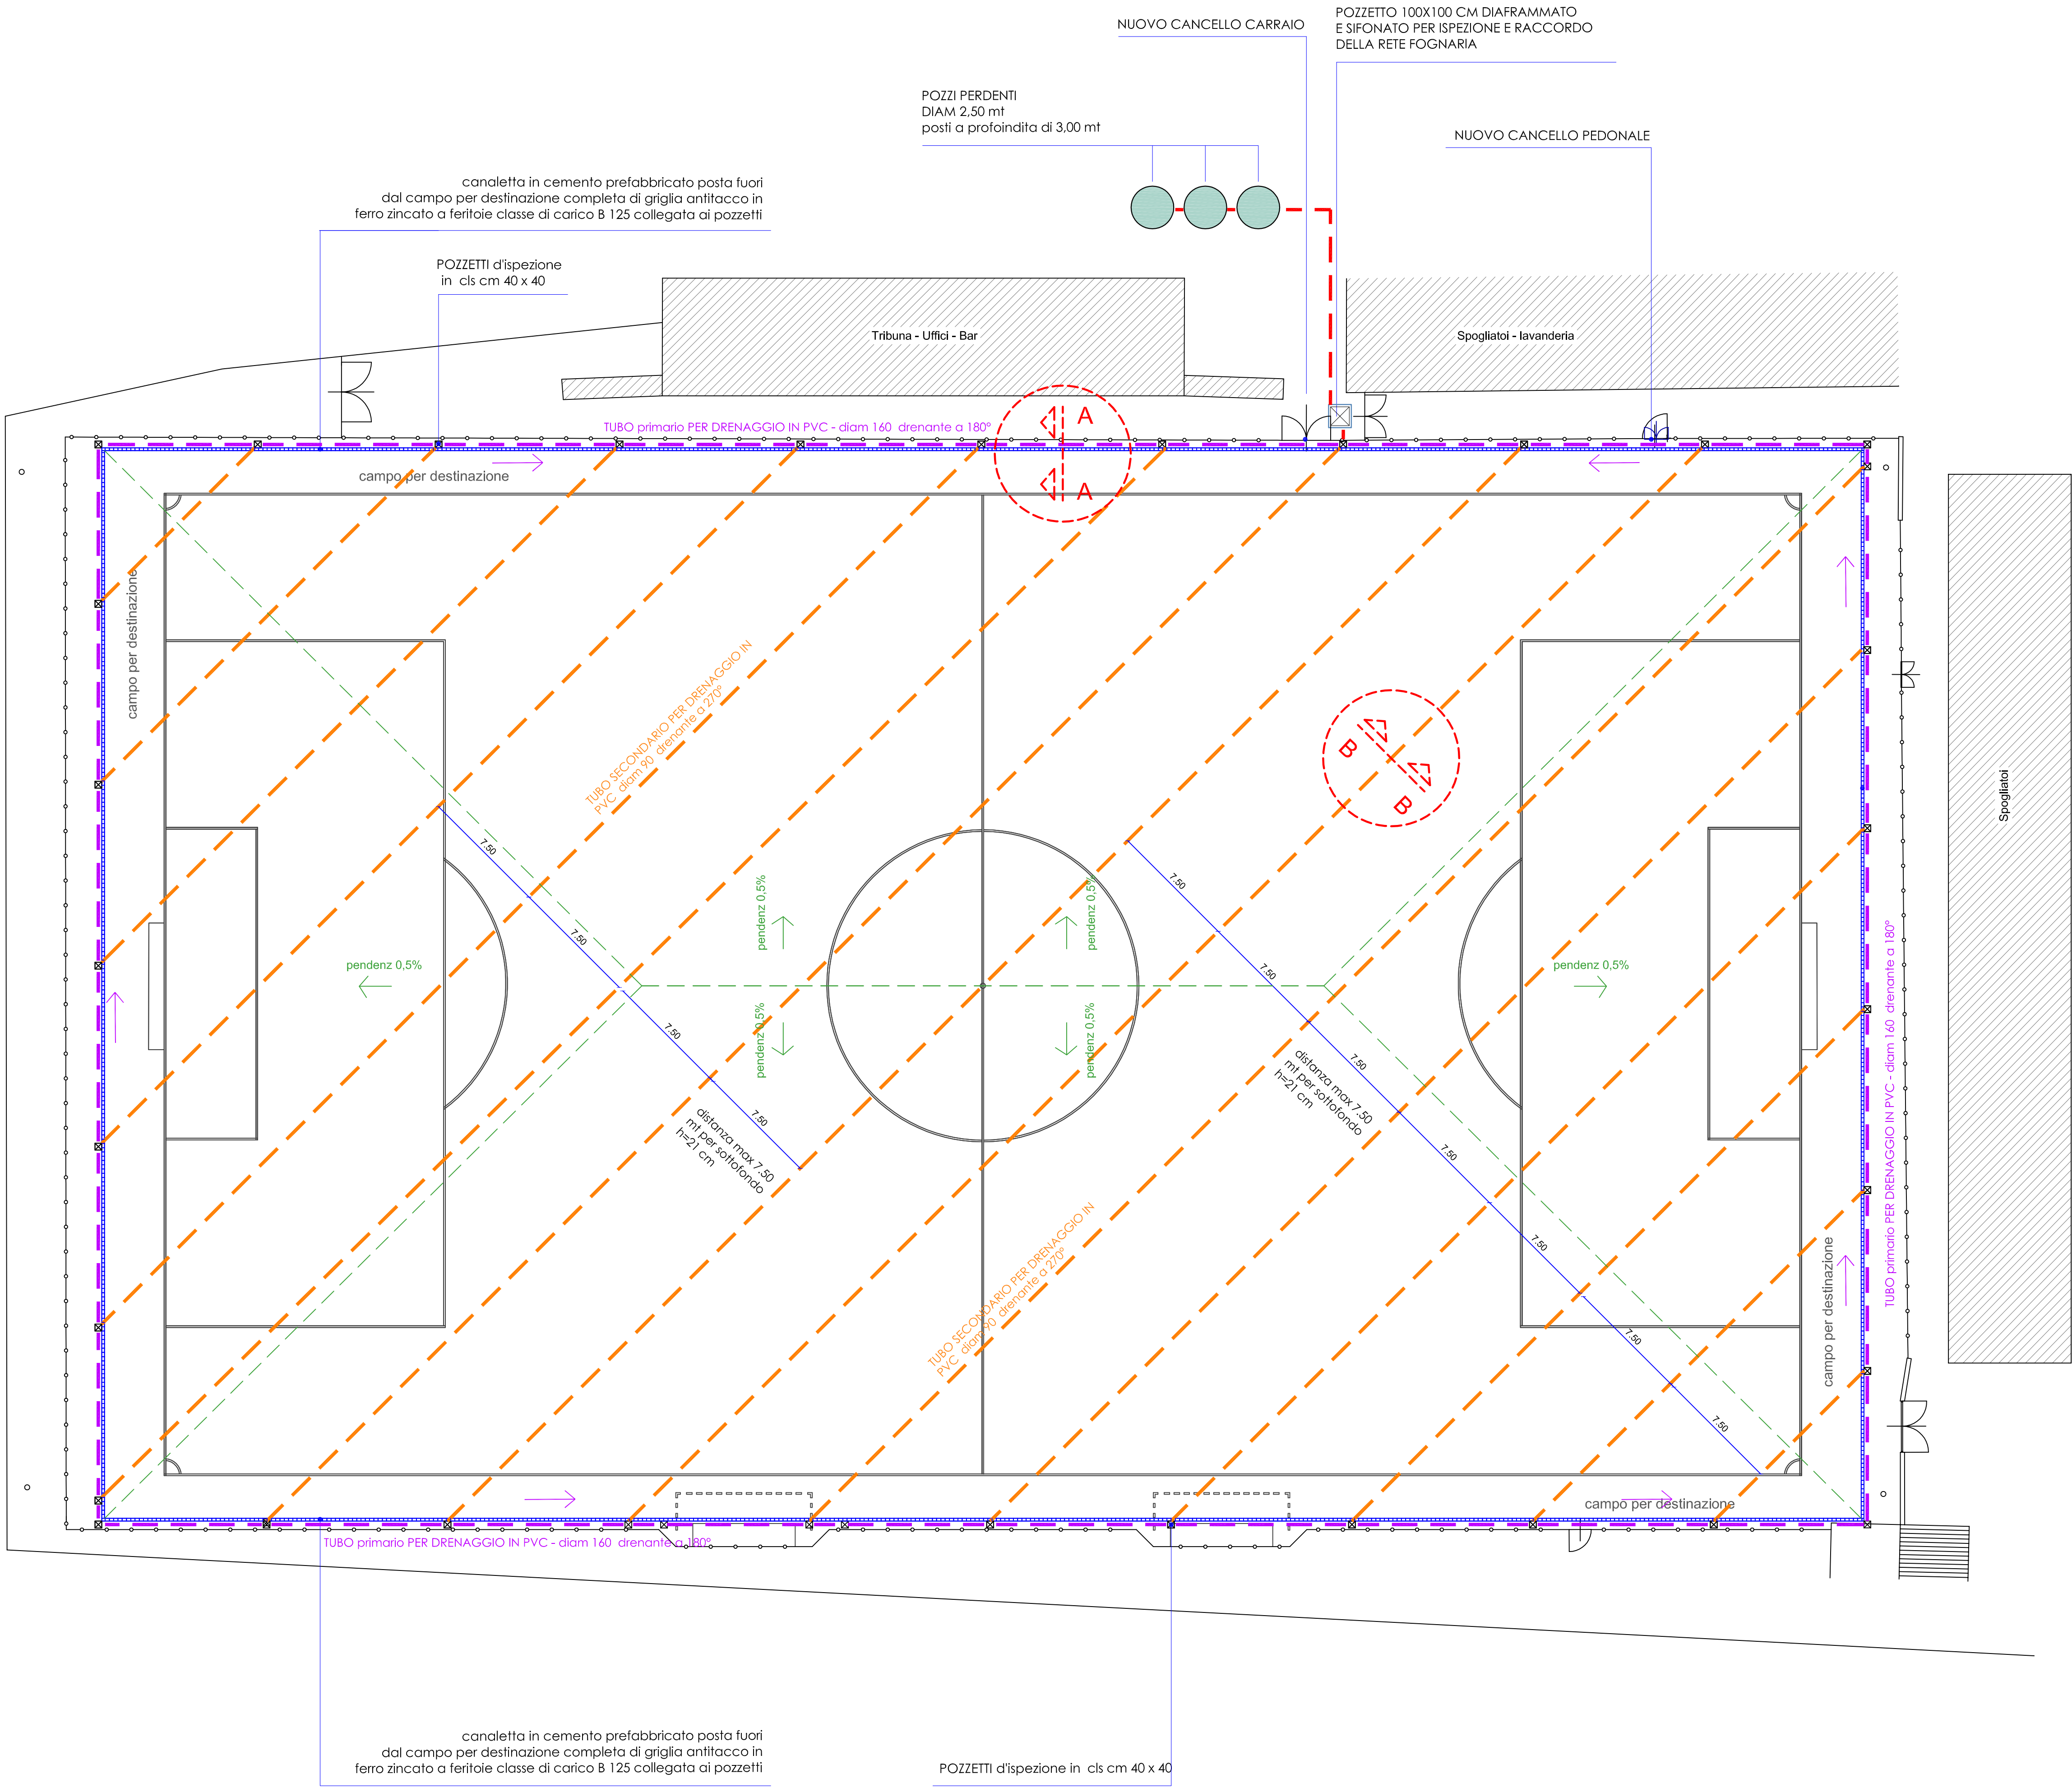 NUOVO CANCELLO CARRAIO
POZZETTO 100X100 CM DIAFRAMMATO
E SIFONATO PER ISPEZIONE E RACCORDO
DELLA RETE FOGNARIA
POZZI PERDENTI
DIAM 2,50 mt
posti a profoindita di 3,00 mt
NUOVO CANCELLO PEDONALE
canaletta in cemento prefabbricato posta fuori
dal campo per destinazione completa di griglia antitacco in
ferro zincato a feritoie classe di carico B 125 collegata ai pozzetti
POZZETTI d'ispezione
in cls cm 40 x 40
Tribuna - Uffici - Bar
Spogliatoi - lavanderia
TUBO primario PER DRENAGGIO IN PVC - diam 160 drenante a 180°
A
A
campo per destinazione
campo per destinazione
TUBO SECONDARIO PER DRENAGGIO IN
PVC diam 90 drenante a 270°
B
B
Spogliatoi
7.50
7.50
7.50
7.50
distanza max 7.50
mt per sottofondo
h=21 cm
pendenz 0,5%
pendenz 0,5%
pendenz 0,5%
pendenz 0,5%
pendenz 0,5%
pendenz 0,5%
7.50
7.50
7.50
7.50
7.50
7.50
7.50
distanza max 7.50
mt per sottofondo
h=21 cm
TUBO primario PER DRENAGGIO IN PVC - diam 160 drenante a 180°
TUBO SECONDARIO PER DRENAGGIO IN
PVC diam 90 drenante a 270°
campo per destinazione
campo per destinazione
TUBO primario PER DRENAGGIO IN PVC - diam 160 drenante a 180°
canaletta in cemento prefabbricato posta fuori
dal campo per destinazione completa di griglia antitacco in
ferro zincato a feritoie classe di carico B 125 collegata ai pozzetti
POZZETTI d'ispezione in cls cm 40 x 40